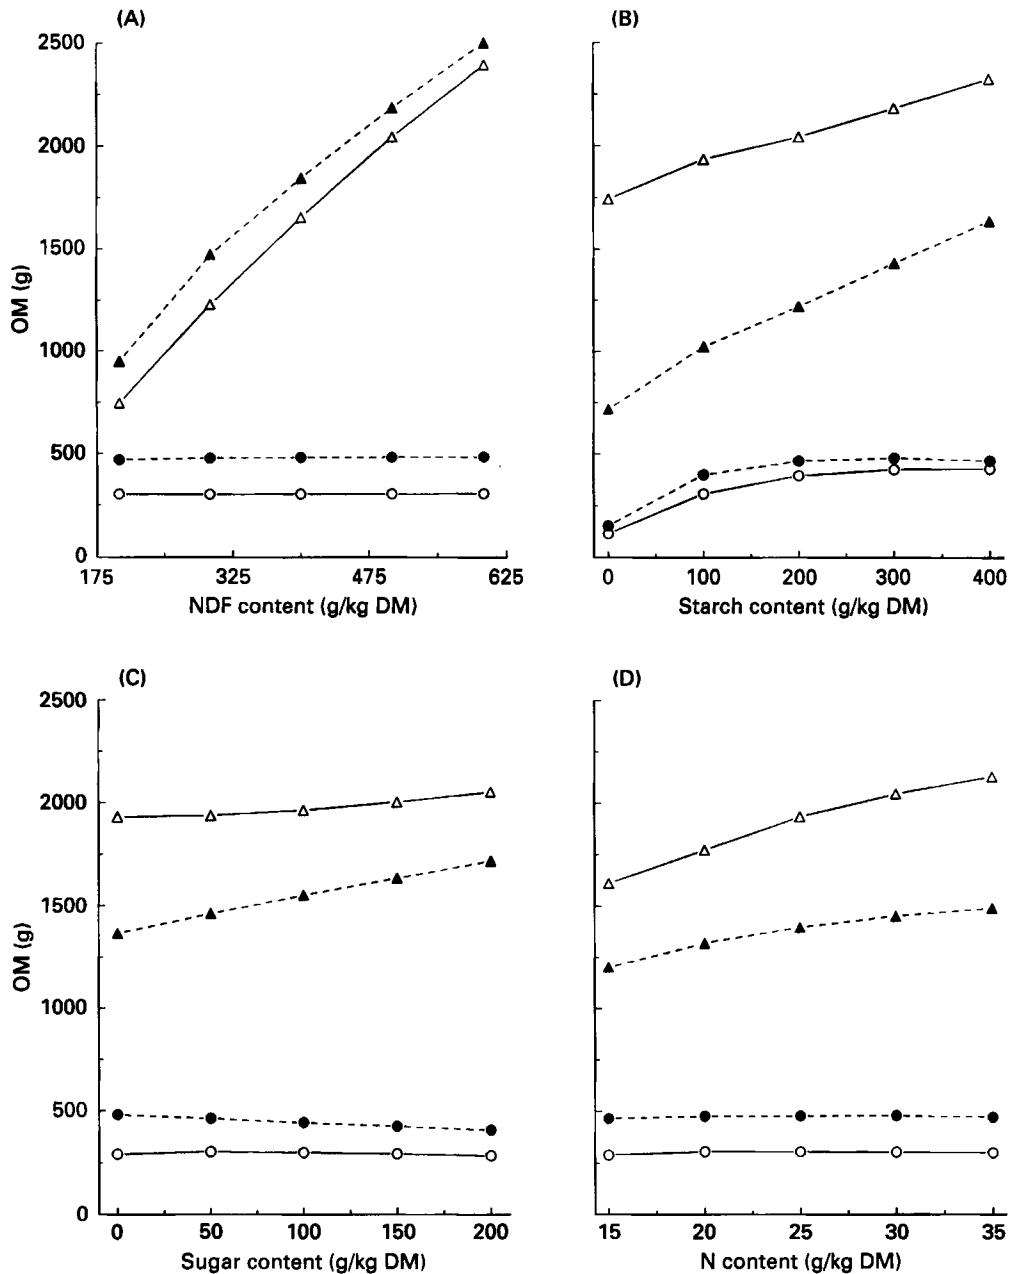 (A)
(B)
2500
2000
1500
1000
500
0
OM (g)
175 325 475 625
NDF content (g/kg DM)
0 100 200 300 400
Starch content (g/kg DM)
(C)
(D)
2500
2000
1500
1000
500
0
OM (g)
0 50 100 150 200
Sugar content (g/kg DM)
15 20 25 30 35
N content (g/kg DM)